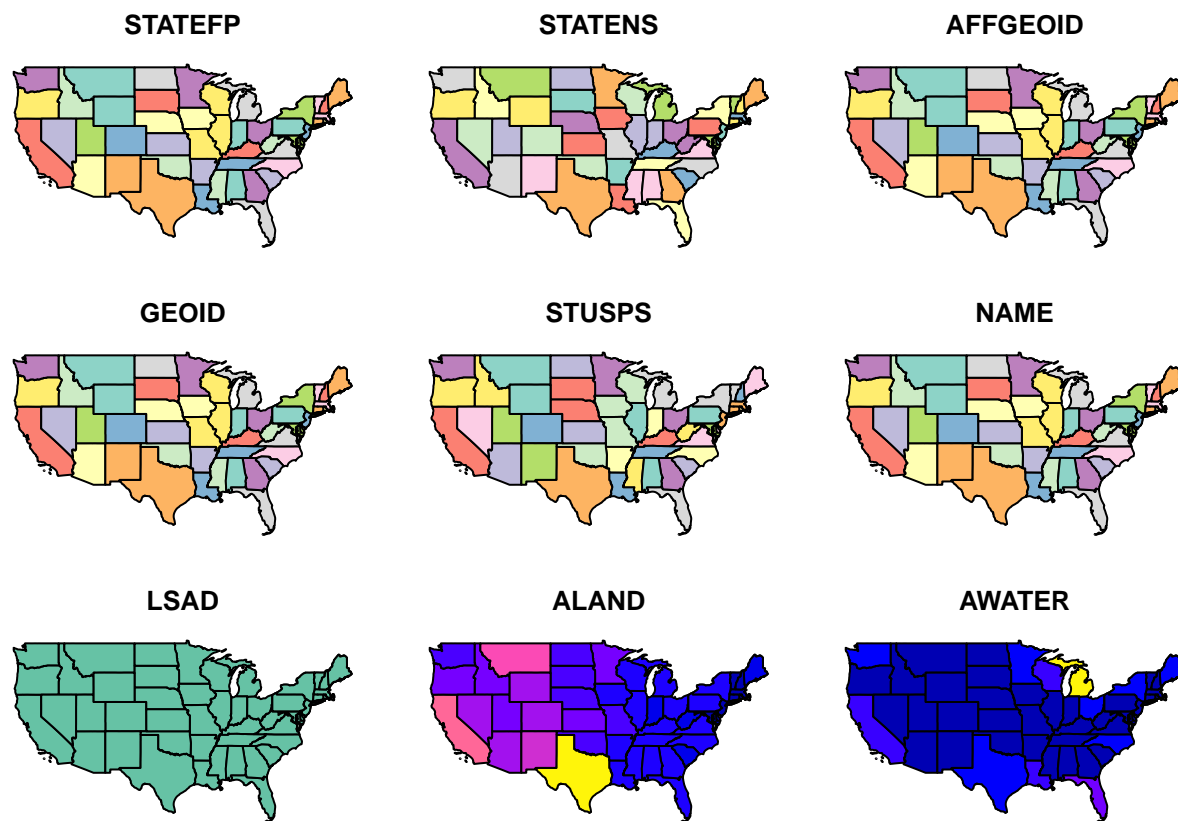 STATEFP
STATENS
AFFGEOID
GEOID
STUSPS
NAME
LSAD
ALAND
AWATER